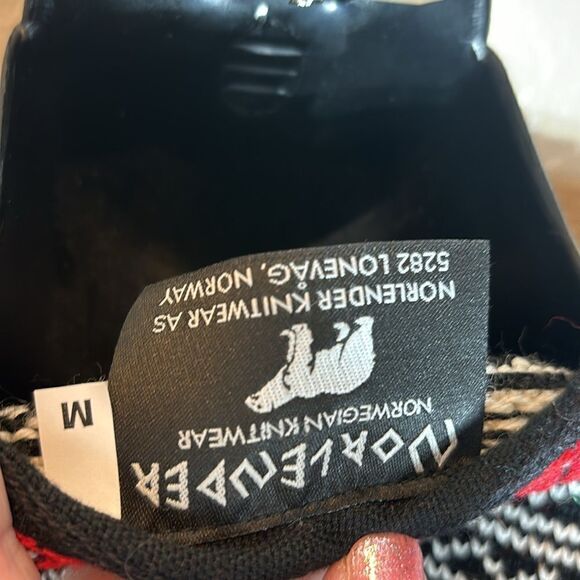 NORLENDER
NORWEGIAN KNITWEAR
NORLENDER KNITWEAR AS
5282 LONEVÅG, NORWAY
M